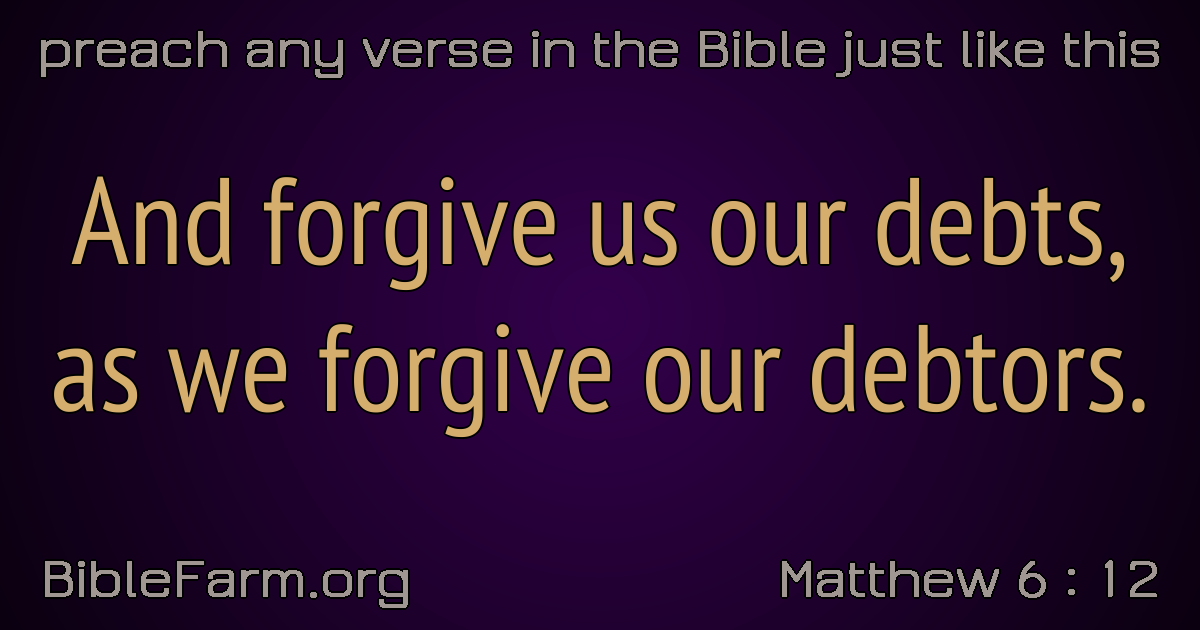 preach any verse in the Bible just like this
And forgive us our debts,
as we forgive our debtors.
BibleFarm.org
Matthew 6 : 12